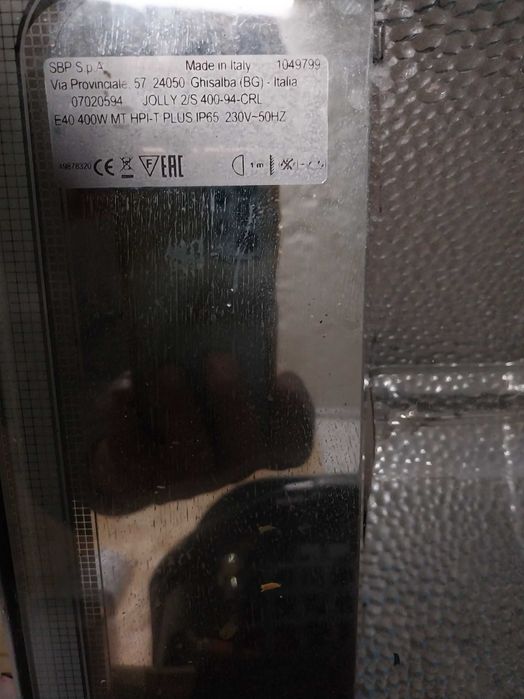 SBP S.p.A. Made in Italy 1049799
Via Provinciale, 57 24050 Ghisalba (BG) - Italia
07020594 JOLLY 2/S 400-94-CRL
E40 400W MT HPI-T PLUS IP65 230V~50HZ
49878320 CE F EAC 1 m